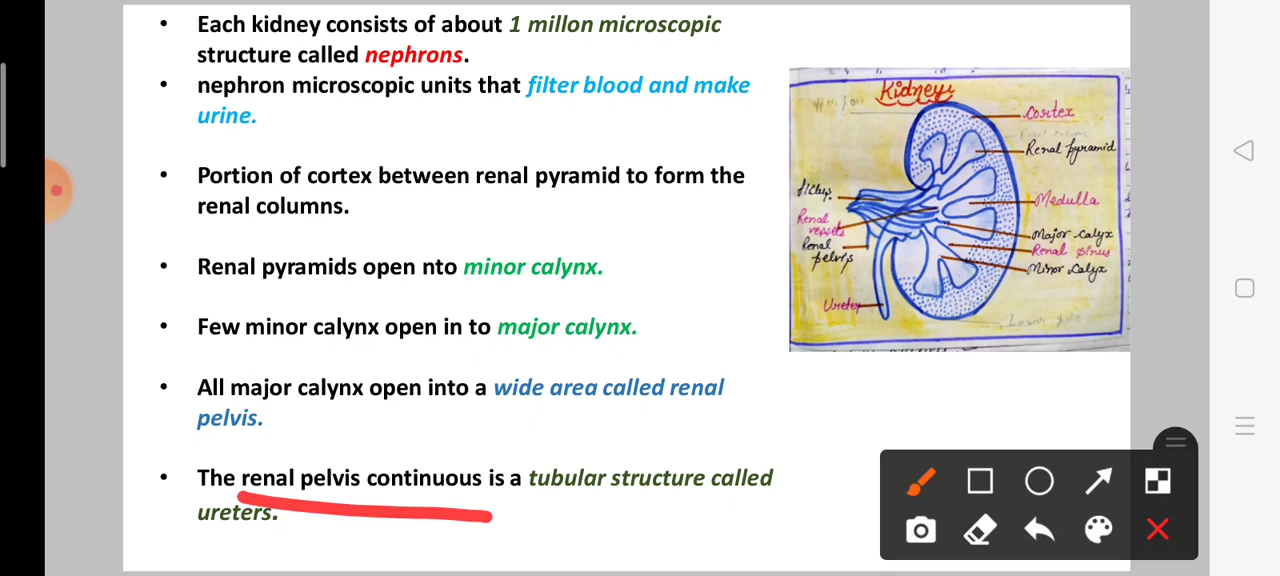 • Each kidney consists of about 1 millon microscopic
structure called nephrons.
• nephron microscopic units that filter blood and make
urine.
• Portion of cortex between renal pyramid to form the
renal columns.
• Renal pyramids open nto minor calynx.
• Few minor calynx open in to major calynx.
• All major calynx open into a wide area called renal
pelvis.
• The renal pelvis continuous is a tubular structure called
ureters.
Kidney
Cortex
Renal pyramid
Medulla
Major calyx
Renal sinus
Minor calyx
Renal
vessels
Renal
pelvis
Ureter